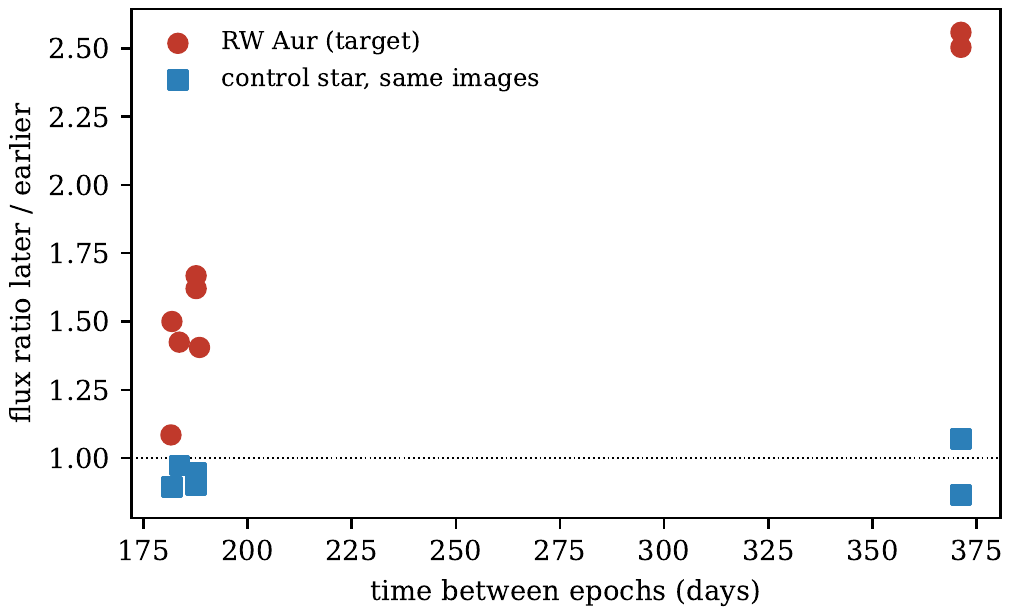 RW Aur (target)
control star, same images
flux ratio later / earlier
2.50
2.25
2.00
1.75
1.50
1.25
1.00
175 200 225 250 275 300 325 350 375
time between epochs (days)